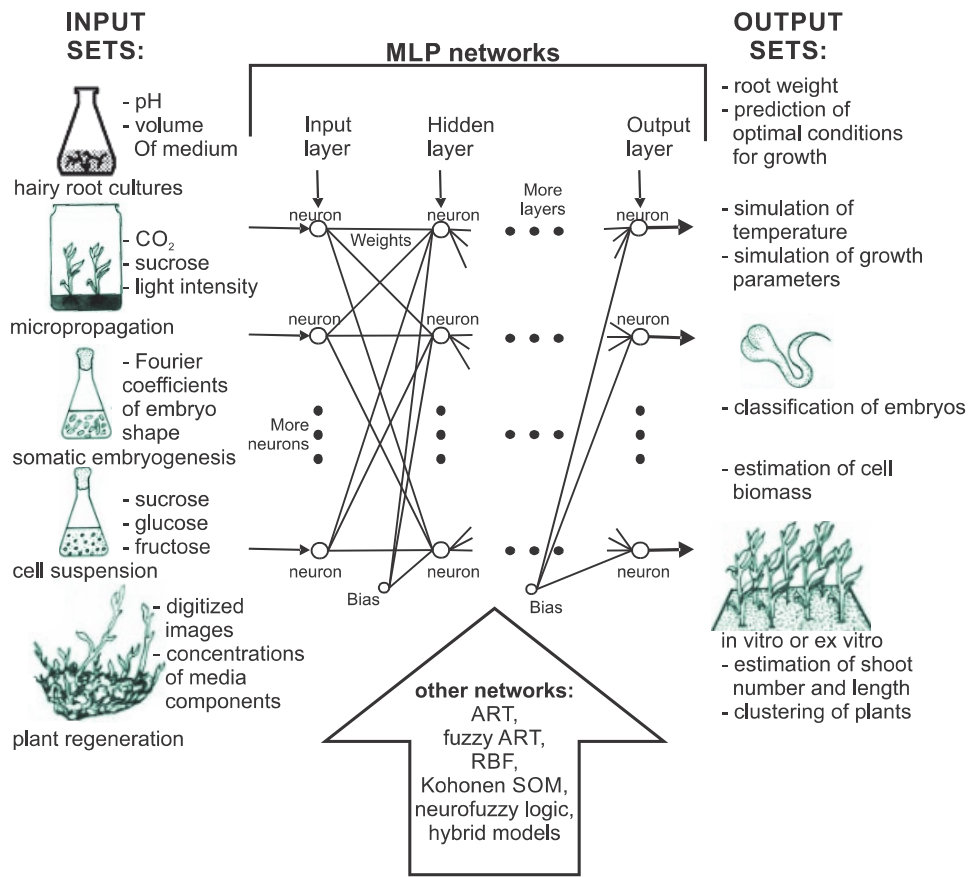 INPUT
SETS:
- pH
- volume
Of medium
hairy root cultures
- CO₂
- sucrose
- light intensity
micropropagation
- Fourier
coefficients
of embryo
shape
somatic embryogenesis
- sucrose
- glucose
- fructose
cell suspension
- digitized
images
- concentrations
of media
components
plant regeneration
MLP networks
Input
layer
Hidden
layer
Output
layer
More
layers
neuron
neuron
neuron
Weights
neuron
neuron
neuron
More
neurons
neuron
neuron
neuron
Bias
Bias
other networks:
ART,
fuzzy ART,
RBF,
Kohonen SOM,
neurofuzzy logic,
hybrid models
OUTPUT
SETS:
- root weight
- prediction of
optimal conditions
for growth
- simulation of
temperature
- simulation of growth
parameters
- classification of embryos
- estimation of cell
biomass
in vitro or ex vitro
- estimation of shoot
number and length
- clustering of plants